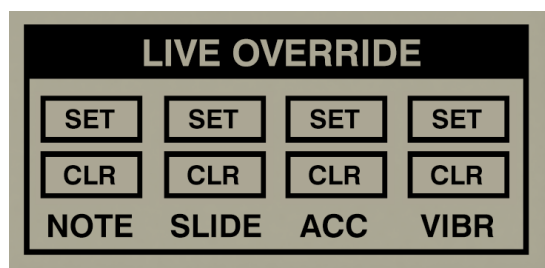 LIVE OVERRIDE
SET SET SET SET
CLR CLR CLR CLR
NOTE SLIDE ACC VIBR